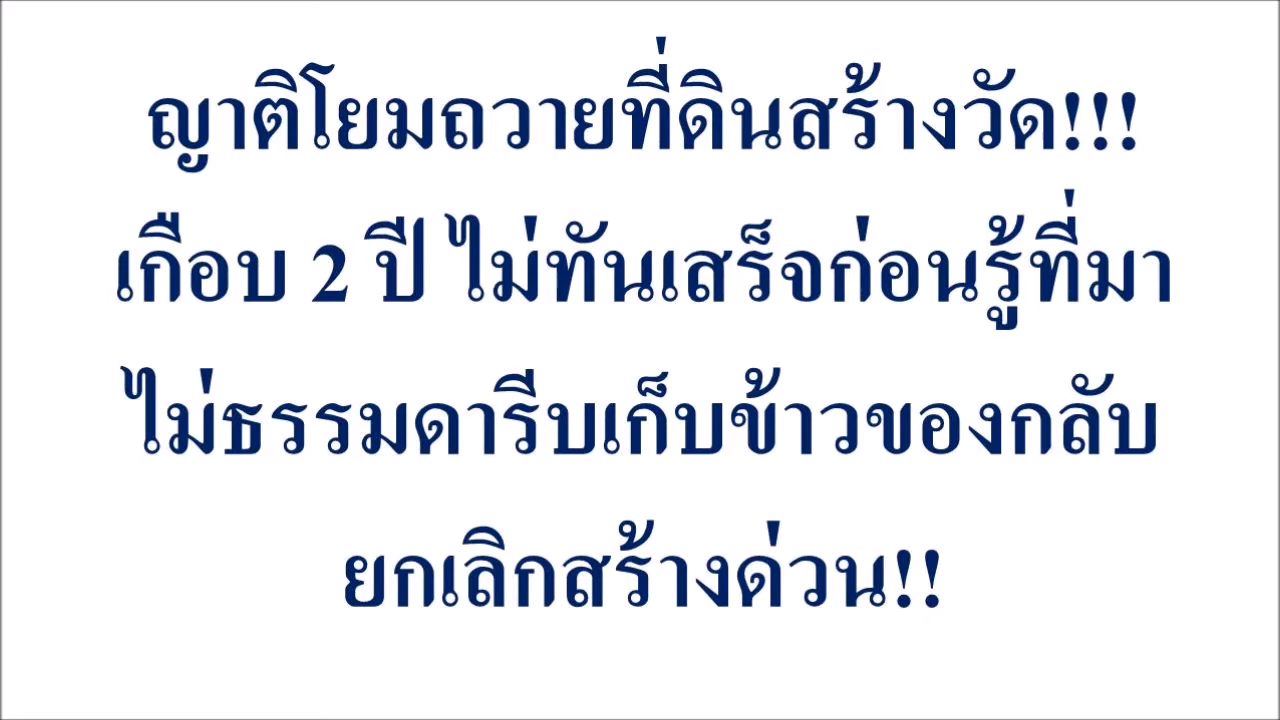 ญาติโยมถวายที่ดินสร้างวัด!!!
เกือบ 2 ปี ไม่ทันเสร็จก่อนรู้ที่มา
ไม่ธรรมดารีบเก็บข้าวของกลับ
ยกเลิกสร้างด่วน!!